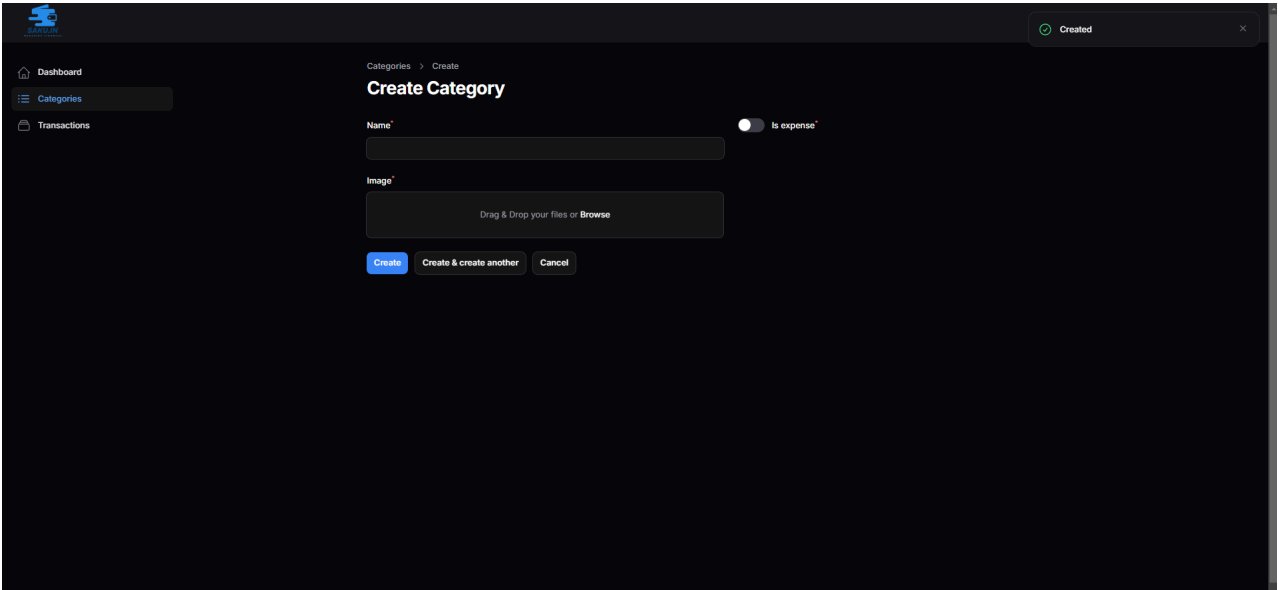 SARUJIN
Created
Dashboard
Categories
Transactions
Categories > Create
Create Category
Name*
Is expense*
Image*
Drag & Drop your files or Browse
Create
Create & create another
Cancel